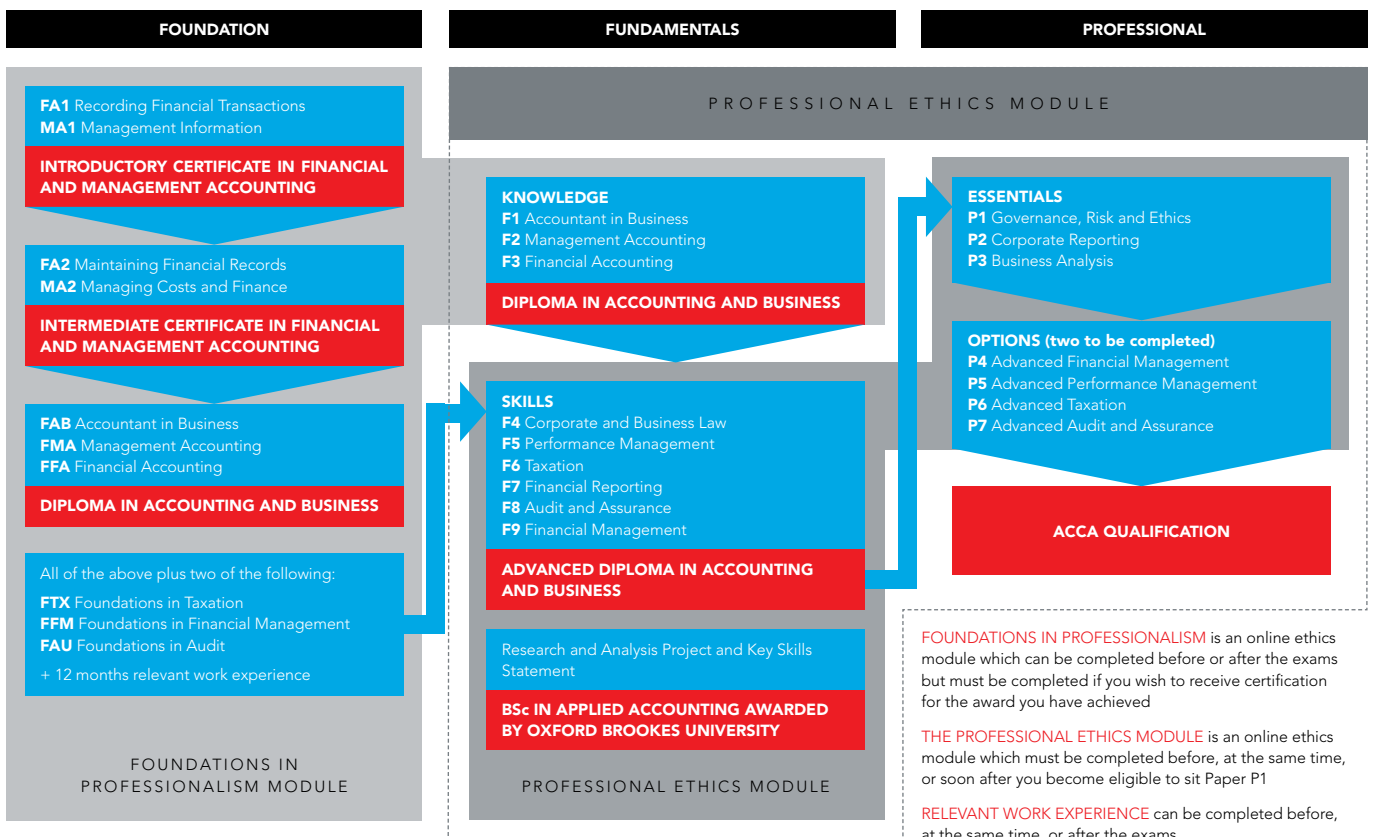 FOUNDATION
FA1 Recording Financial Transactions
MA1 Management Information
INTRODUCTORY CERTIFICATE IN FINANCIAL
AND MANAGEMENT ACCOUNTING
FA2 Maintaining Financial Records
MA2 Managing Costs and Finance
INTERMEDIATE CERTIFICATE IN FINANCIAL
AND MANAGEMENT ACCOUNTING
FAB Accountant in Business
FMA Management Accounting
FFA Financial Accounting
DIPLOMA IN ACCOUNTING AND BUSINESS
All of the above plus two of the following:
FTX Foundations in Taxation
FFM Foundations in Financial Management
FAU Foundations in Audit
+ 12 months relevant work experience
FOUNDATIONS IN
PROFESSIONALISM MODULE
FUNDAMENTALS
PROFESSIONAL
PROFESSIONAL ETHICS MODULE
KNOWLEDGE
F1 Accountant in Business
F2 Management Accounting
F3 Financial Accounting
DIPLOMA IN ACCOUNTING AND BUSINESS
SKILLS
F4 Corporate and Business Law
F5 Performance Management
F6 Taxation
F7 Financial Reporting
F8 Audit and Assurance
F9 Financial Management
ADVANCED DIPLOMA IN ACCOUNTING
AND BUSINESS
Research and Analysis Project and Key Skills
Statement
BSc IN APPLIED ACCOUNTING AWARDED
BY OXFORD BROOKES UNIVERSITY
PROFESSIONAL ETHICS MODULE
ESSENTIALS
P1 Governance, Risk and Ethics
P2 Corporate Reporting
P3 Business Analysis
OPTIONS (two to be completed)
P4 Advanced Financial Management
P5 Advanced Performance Management
P6 Advanced Taxation
P7 Advanced Audit and Assurance
ACCA QUALIFICATION
FOUNDATIONS IN PROFESSIONALISM is an online ethics
module which can be completed before or after the exams
but must be completed if you wish to receive certification
for the award you have achieved
THE PROFESSIONAL ETHICS MODULE is an online ethics
module which must be completed before, at the same time,
or soon after you become eligible to sit Paper P1
RELEVANT WORK EXPERIENCE can be completed before,
at the same time, or after the exams